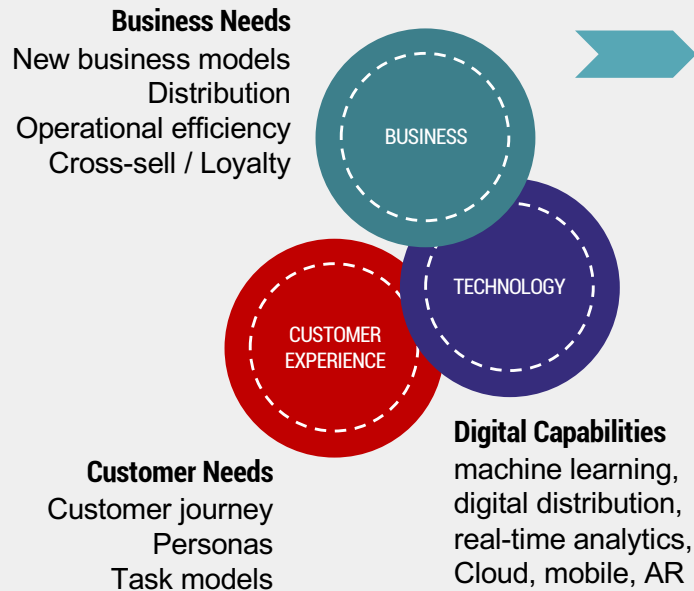 Business Needs
New business models
Distribution
Operational efficiency
Cross-sell / Loyalty
BUSINESS
TECHNOLOGY
CUSTOMER
EXPERIENCE
Customer Needs
Customer journey
Personas
Task models
Digital Capabilities
machine learning,
digital distribution,
real-time analytics,
Cloud, mobile, AR